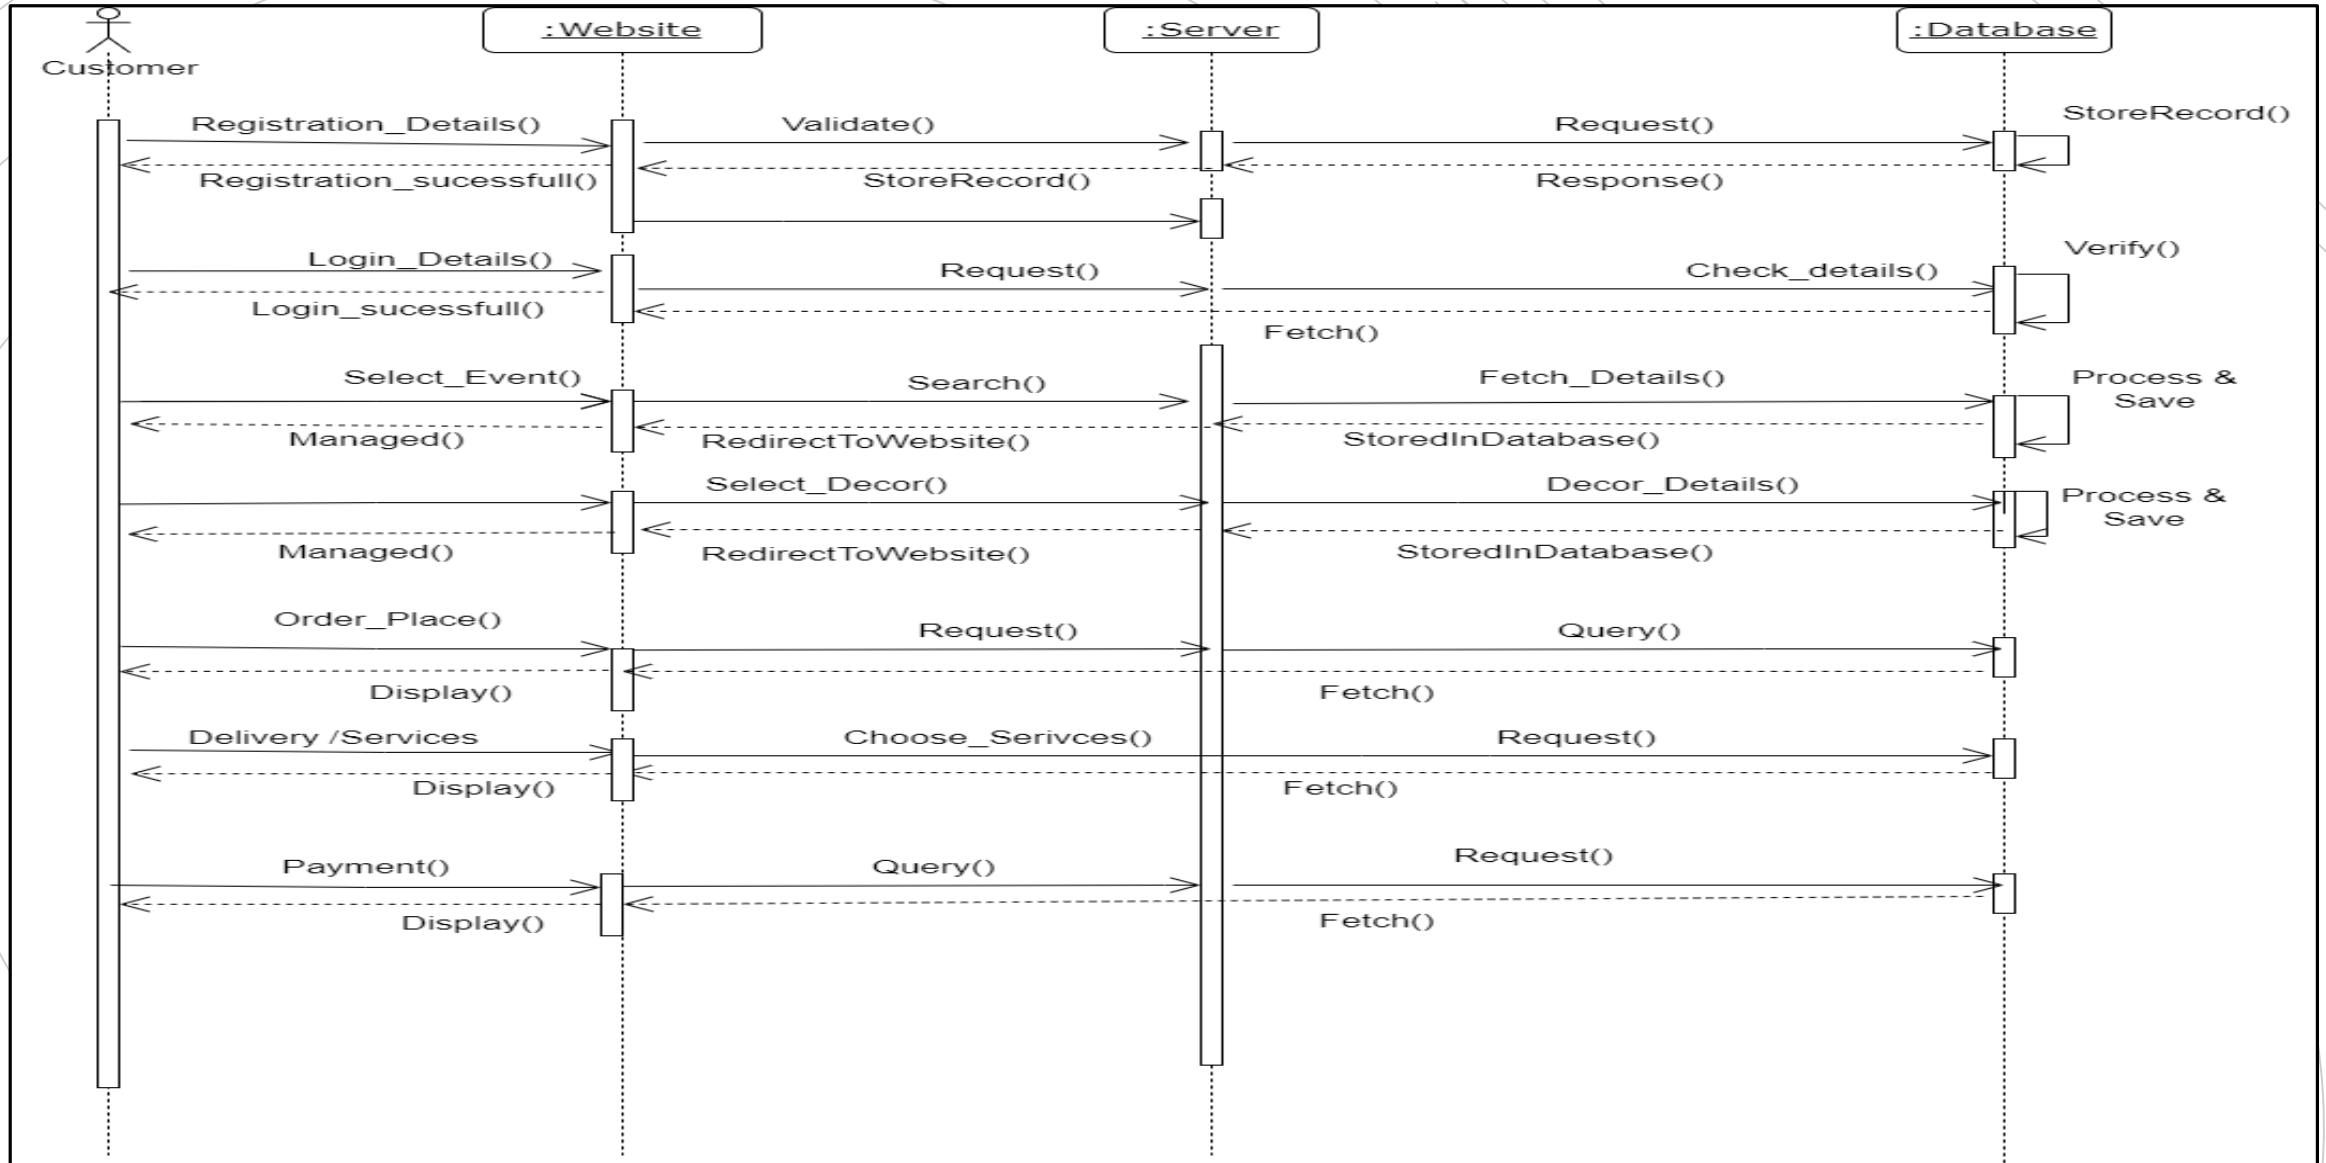 :Website
:Server
:Database
Customer
StoreRecord()
Registration_Details()
Validate()
Request()
Registration_sucessfull()
StoreRecord()
Response()
Verify()
Login_Details()
Request()
Check_details()
Login_sucessfull()
Fetch()
Select_Event()
Search()
Fetch_Details()
Process &
Save
Managed()
RedirectToWebsite()
StoredInDatabase()
Select_Decor()
Decor_Details()
Process &
Save
Managed()
RedirectToWebsite()
StoredInDatabase()
Order_Place()
Request()
Query()
Display()
Fetch()
Delivery /Services
Choose_Serivces()
Request()
Display()
Fetch()
Payment()
Query()
Request()
Display()
Fetch()